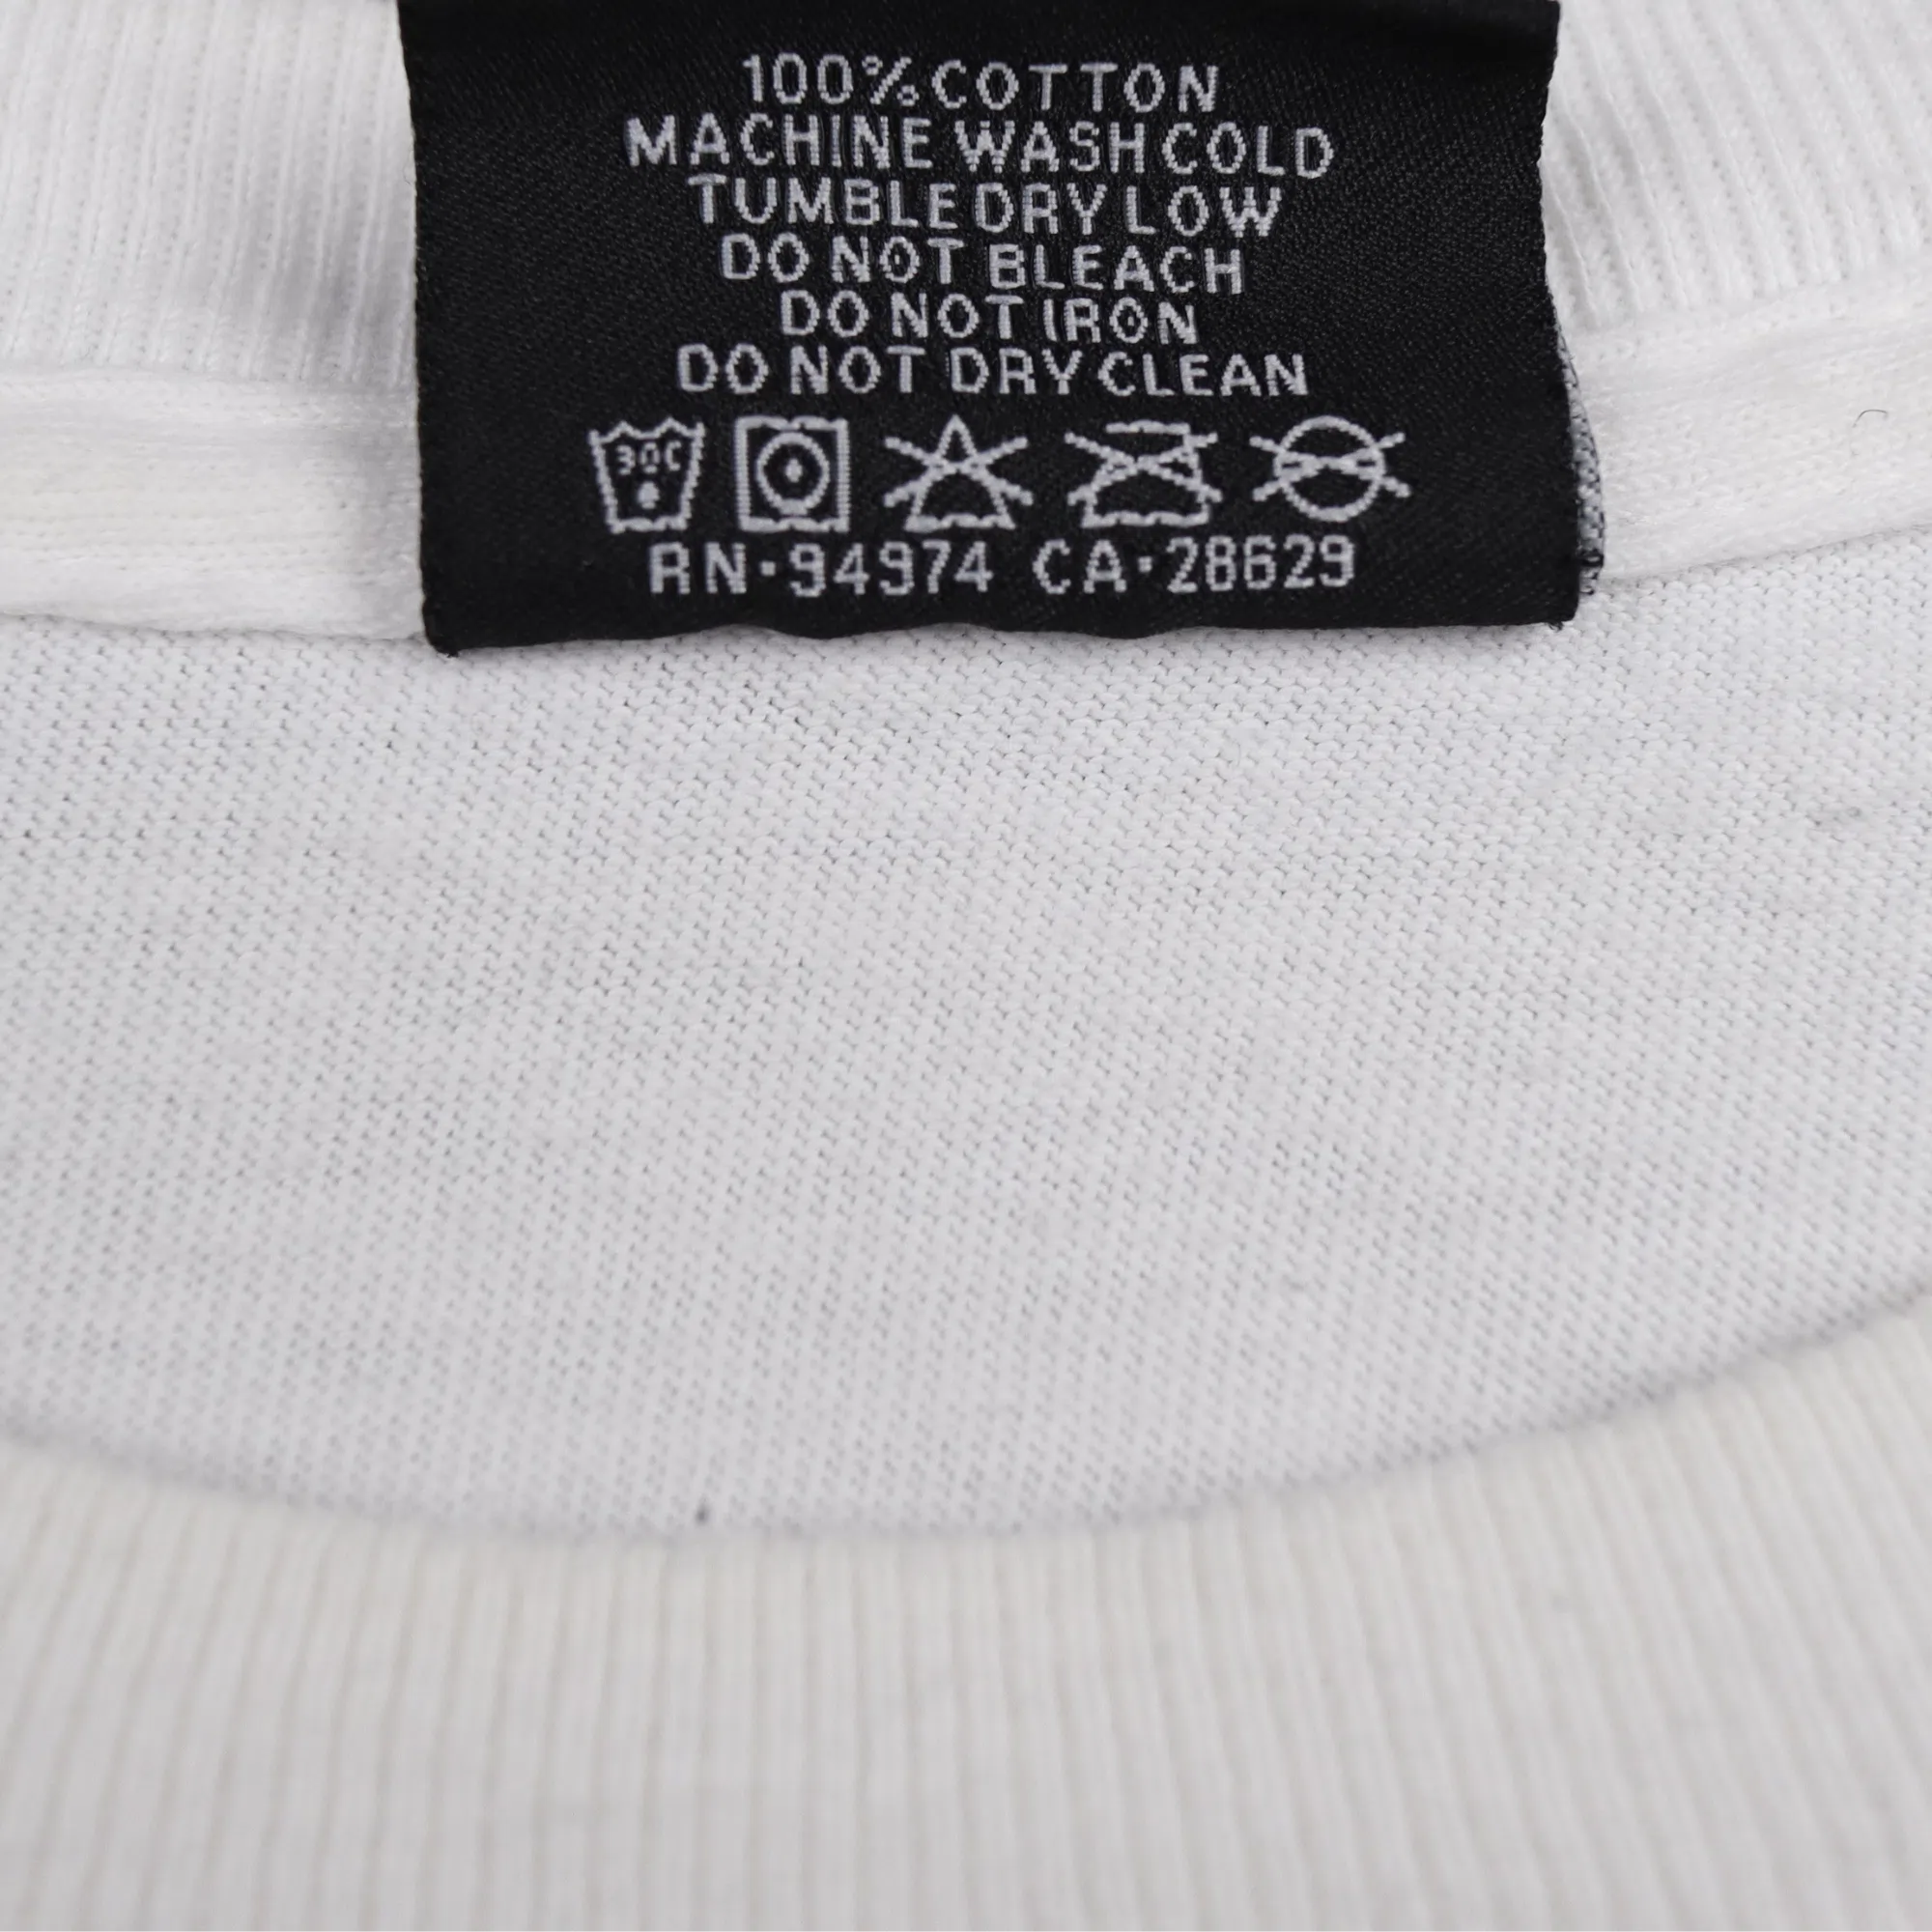 100% COTTON
MACHINE WASH COLD
TUMBLE DRY LOW
DO NOT BLEACH
DO NOT IRON
DO NOT DRY CLEAN
30C
RN·94974 CA·28629